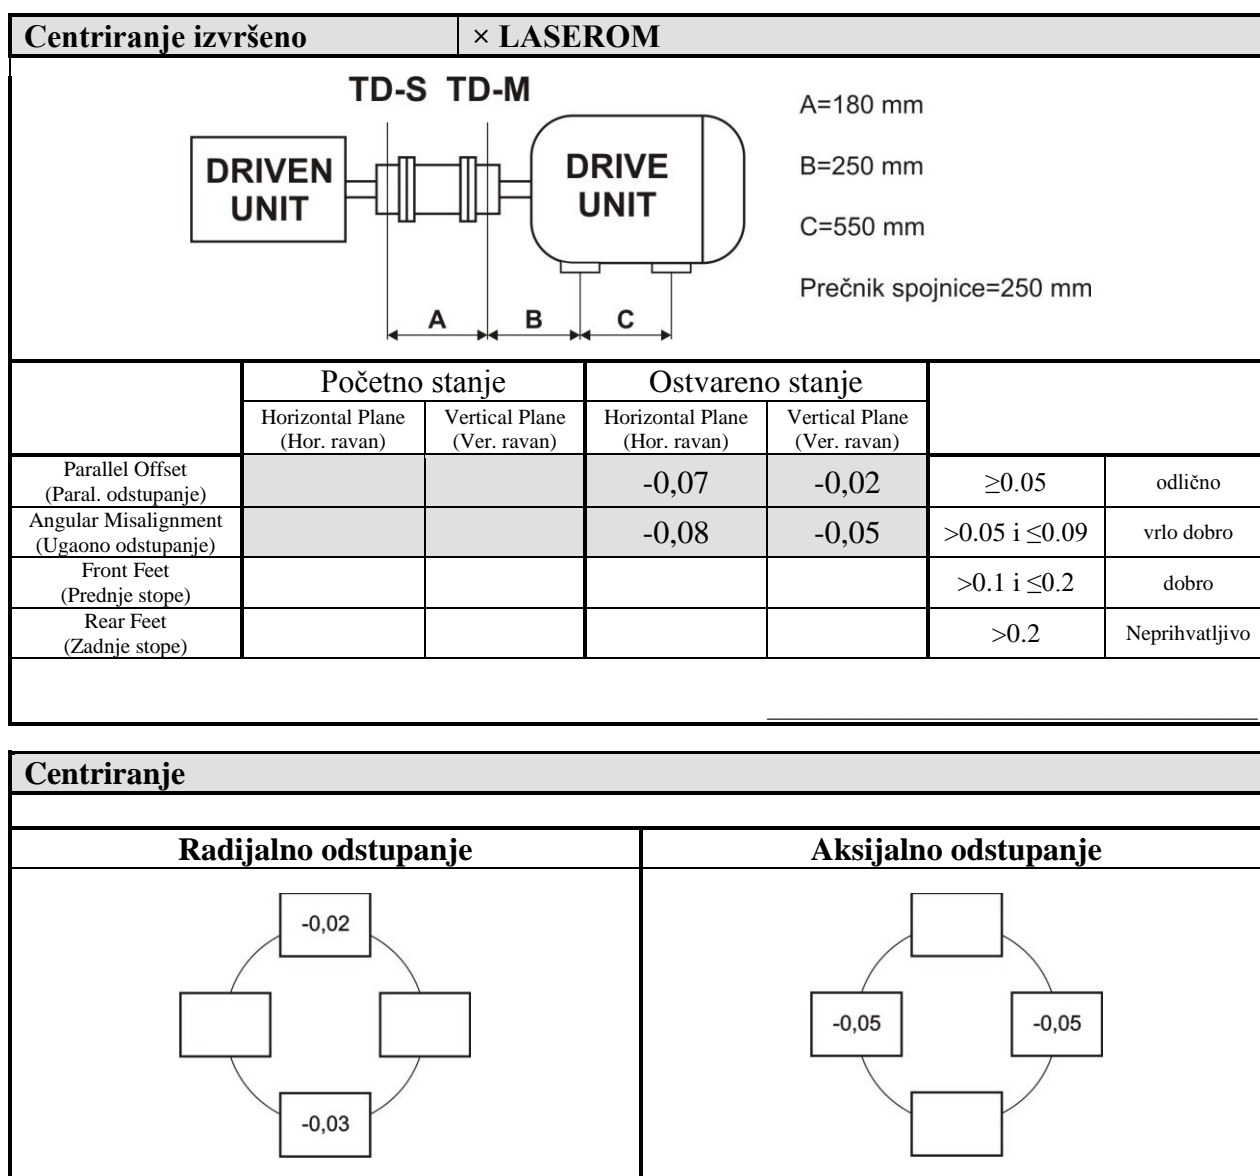 Centriranje izvršeno × LASEROM
TD-S TD-M
A=180 mm
DRIVEN UNIT
DRIVE UNIT
B=250 mm
C=550 mm
Prečnik spojnice=250 mm
A B C
Početno stanje Ostvareno stanje
Horizontal Plane (Hor. ravan) Vertical Plane (Ver. ravan) Horizontal Plane (Hor. ravan) Vertical Plane (Ver. ravan)
Parallel Offset (Paral. odstupanje) -0,07 -0,02 ≥0.05 odlično
Angular Misalignment (Ugaono odstupanje) -0,08 -0,05 >0.05 i ≤0.09 vrlo dobro
Front Feet (Prednje stope) >0.1 i ≤0.2 dobro
Rear Feet (Zadnje stope) >0.2 Neprihvatljivo
Centriranje
Radijalno odstupanje Aksijalno odstupanje
-0,02
-0,05 -0,05
-0,03